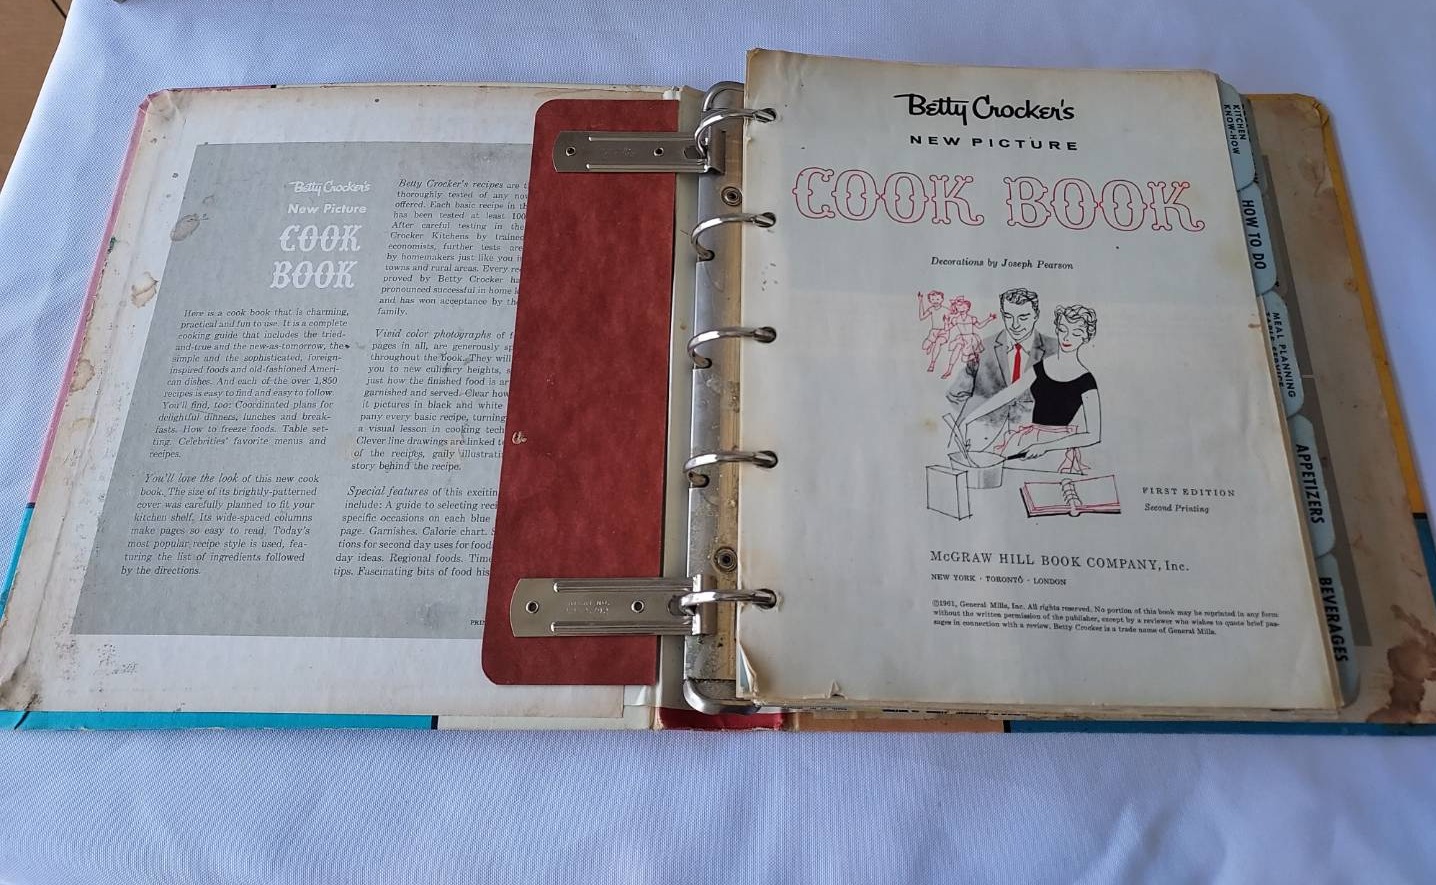 Betty Crocker's
New Picture
COOK
BOOK
Here is a cook book that is charming,
practical and fun to use. It is a complete
cooking guide that includes the tried-
and-true and the new-as-tomorrow, the
simple and the sophisticated, foreign-
inspired foods and old-fashioned Ameri-
can dishes. And each of the over 1,850
recipes is easy to find and easy to follow.
You'll find, too: Coordinated plans for
delightful dinners, lunches and break-
fasts. How to freeze foods. Table set-
ting. Celebrities' favorite menus and
recipes.
You'll love the look of this new cook
book. The size of its brightly-patterned
cover was carefully planned to fit your
kitchen shelf. Its wide-spaced columns
make pages so easy to read. Today's
most popular recipe style is used, fea-
turing the list of ingredients followed
by the directions.
Betty Crocker's recipes are
thoroughly tested of any
offered. Each basic recipe in
has been tested at least 100
After careful testing in the
Crocker Kitchens by
economists, further tests are
by homemakers just like you
towns and rural areas. Every
proved by Betty Crocker
pronounced successful in home
and has won acceptance by
family.
Vivid color photographs of
pages in all, are generously
throughout the book. They will
you to new culinary heights,
just how the finished food is
garnished and served. Clear
it pictures in black and white
pany every basic recipe, turning
a visual lesson in cooking
Clever line drawings are linked
of the recipes, gaily
story behind the recipe.
Special features of this
include: A guide to selecting
specific occasions on each blue
page. Garnishes. Calorie chart.
tions for second day uses for
day ideas. Regional foods.
tips. Fascinating bits of food
Betty Crocker's
NEW PICTURE
COOK BOOK
Decorations by Joseph Pearson
FIRST EDITION
Second Printing
McGRAW HILL BOOK COMPANY, Inc.
NEW YORK · TORONTO · LONDON
©1961, General Mills, Inc. All rights reserved. No portion of this book may be reprinted in any form
without the written permission of the publisher, except by a reviewer who wishes to quote brief pas-
sages in connection with a review. Betty Crocker is a trade name of General Mills.
KITCHEN
KNOW-HOW
HOW TO DO
MEAL PLANNING
APPETIZERS
BEVERAGES